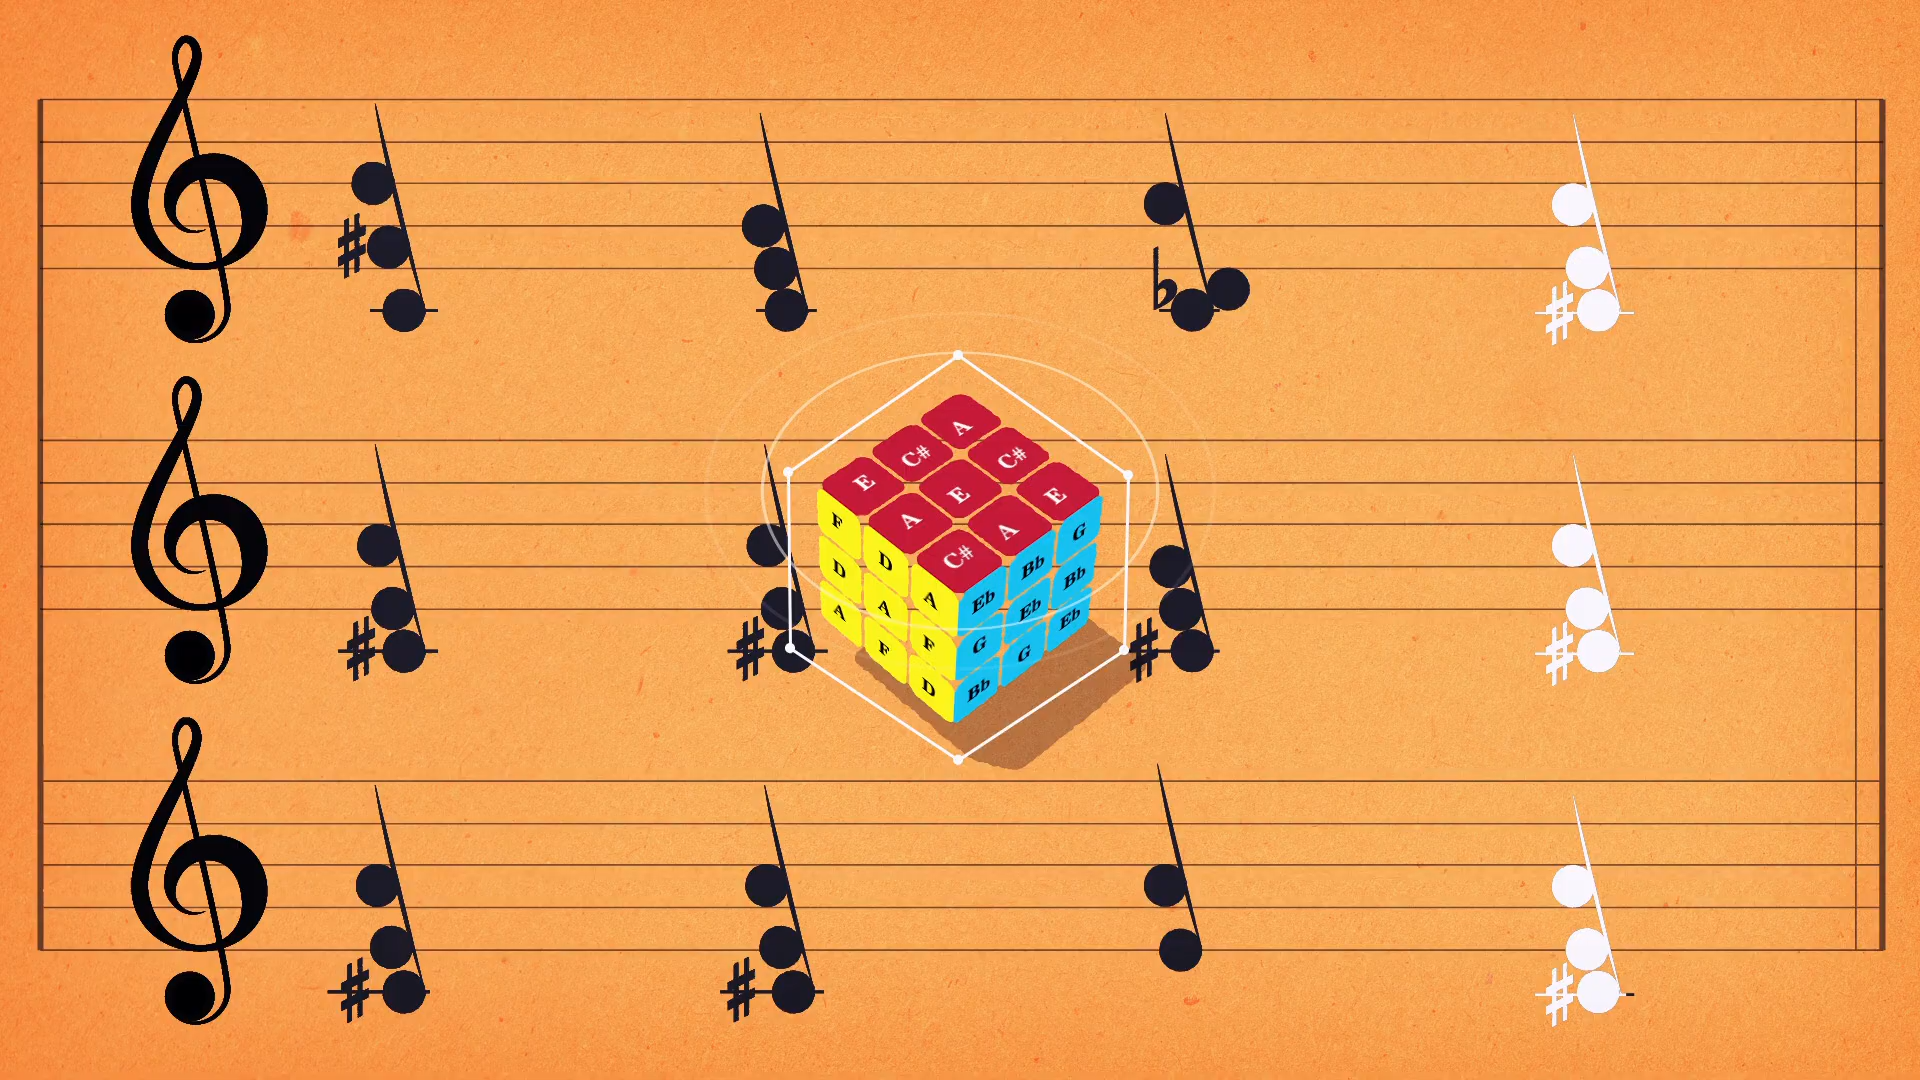 A
C# C#
E E E
A A
C#
F D A
D A F
A F D
Eb Bb G
G Eb Bb
Bb G Eb